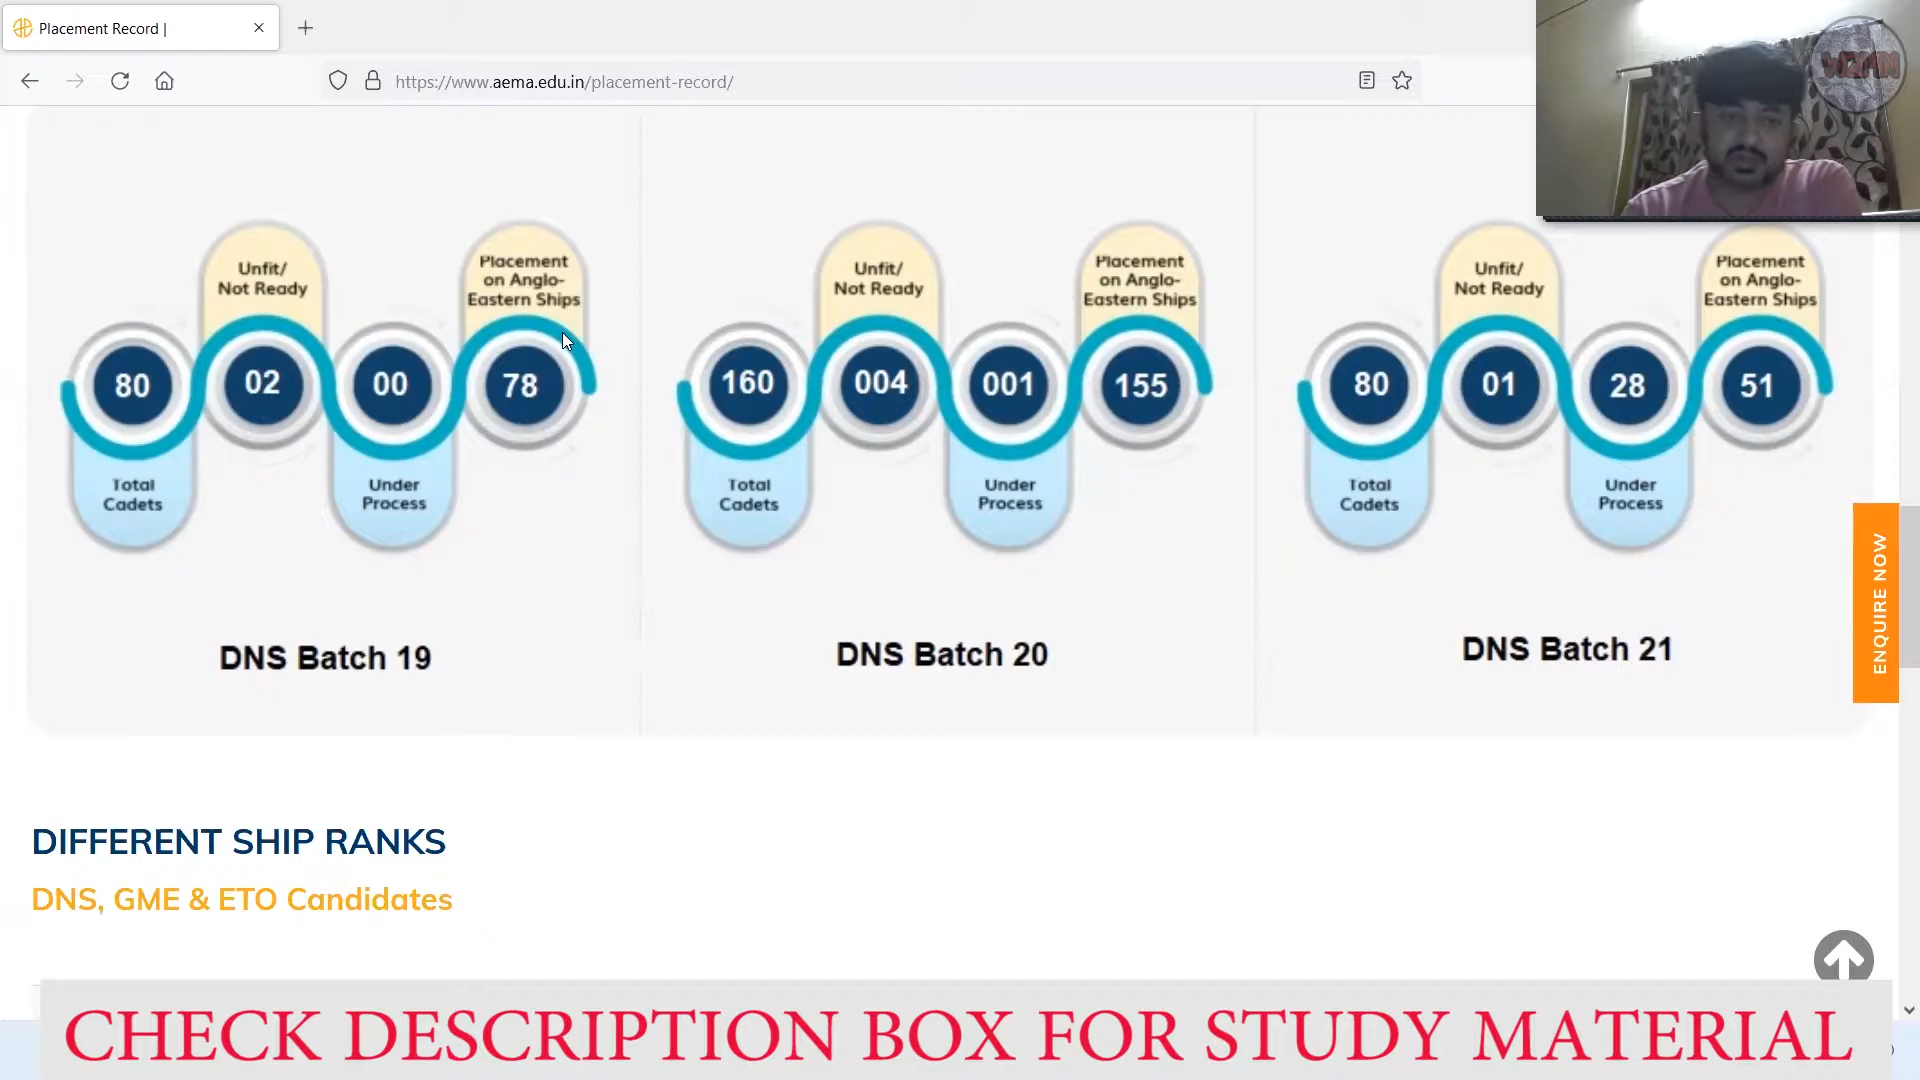 Placement Record |
https://www.aema.edu.in/placement-record/
WIZMIN
Unfit/
Not Ready
Placement
on Anglo-
Eastern Ships
80
02
00
78
Total
Cadets
Under
Process
DNS Batch 19
Unfit/
Not Ready
Placement
on Anglo-
Eastern Ships
160
004
001
155
Total
Cadets
Under
Process
DNS Batch 20
Unfit/
Not Ready
Placement
on Anglo-
Eastern Ships
80
01
28
51
Total
Cadets
Under
Process
DNS Batch 21
ENQUIRE NOW
DIFFERENT SHIP RANKS
DNS, GME & ETO Candidates
CHECK DESCRIPTION BOX FOR STUDY MATERIAL